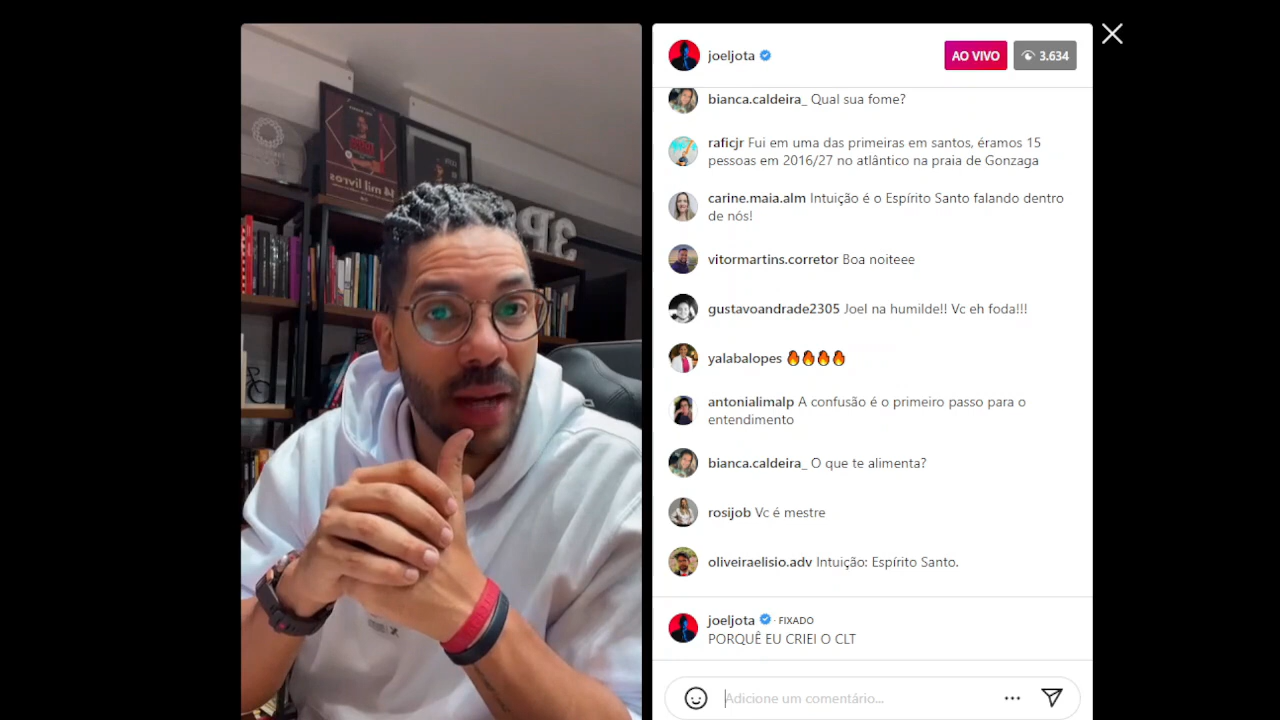 joeljota
AO VIVO
3.634
bianca.caldeira_ Qual sua fome?
raficjr Fui em uma das primeiras em santos, éramos 15
pessoas em 2016/27 no atlântico na praia de Gonzaga
carine.maia.alm Intuição é o Espírito Santo falando dentro
de nós!
vitormartins.corretor Boa noiteee
gustavoandrade2305 Joel na humilde!! Vc eh foda!!!
yalabalopes 🔥🔥🔥🔥
antonialimalp A confusão é o primeiro passo para o
entendimento
bianca.caldeira_ O que te alimenta?
rosijob Vc é mestre
oliveiraelisio.adv Intuição: Espírito Santo.
joeljota · FIXADO
PORQUÊ EU CRIEI O CLT
Adicione um comentário...
14 mil livros
3P